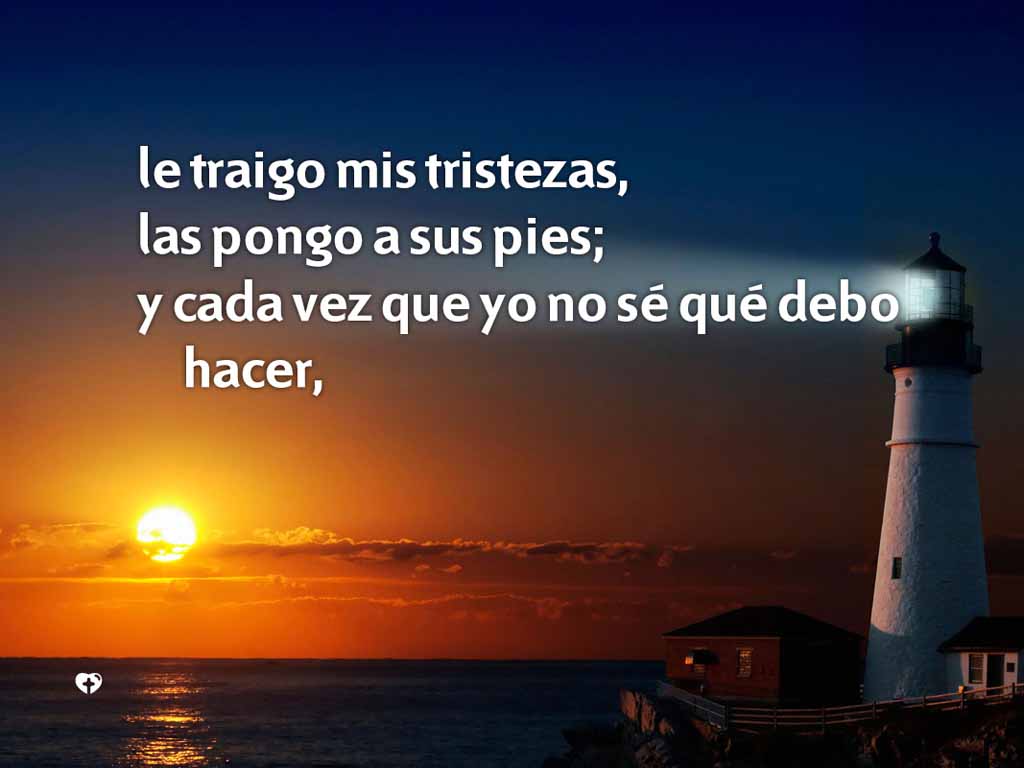 le traigo mis tristezas,
las pongo a sus pies;
y cada vez que yo no sé qué debo
hacer,